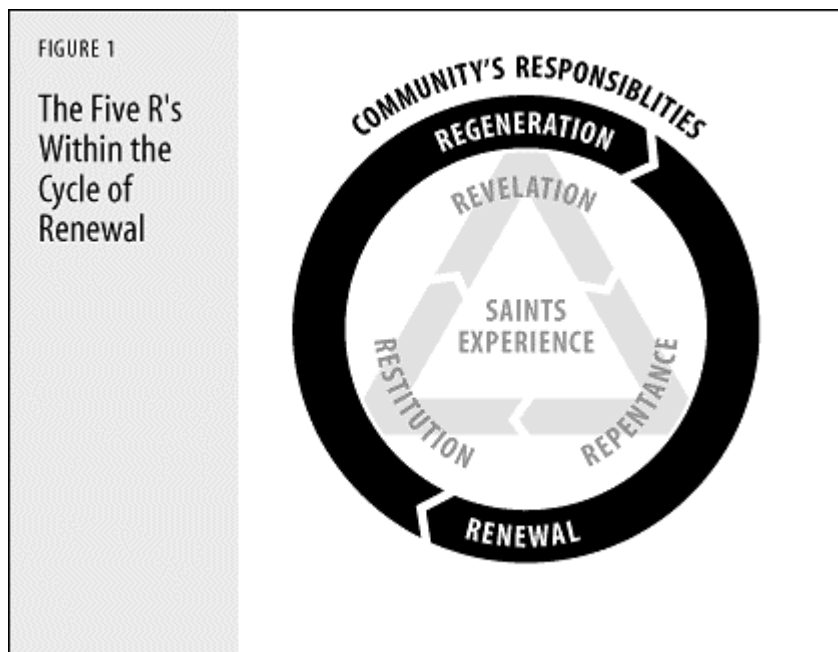 FIGURE 1
The Five R's
Within the
Cycle of
Renewal
COMMUNITY'S RESPONSIBLITIES
REGENERATION
REVELATION
SAINTS
EXPERIENCE
RESTITUTION
REPENTANCE
RENEWAL